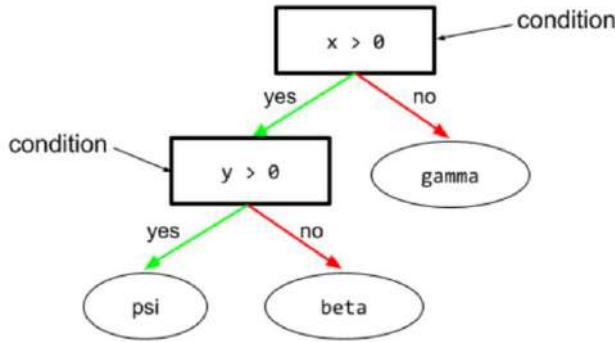 condition
x > 0
yes
no
condition
y > 0
gamma
yes
no
psi
beta